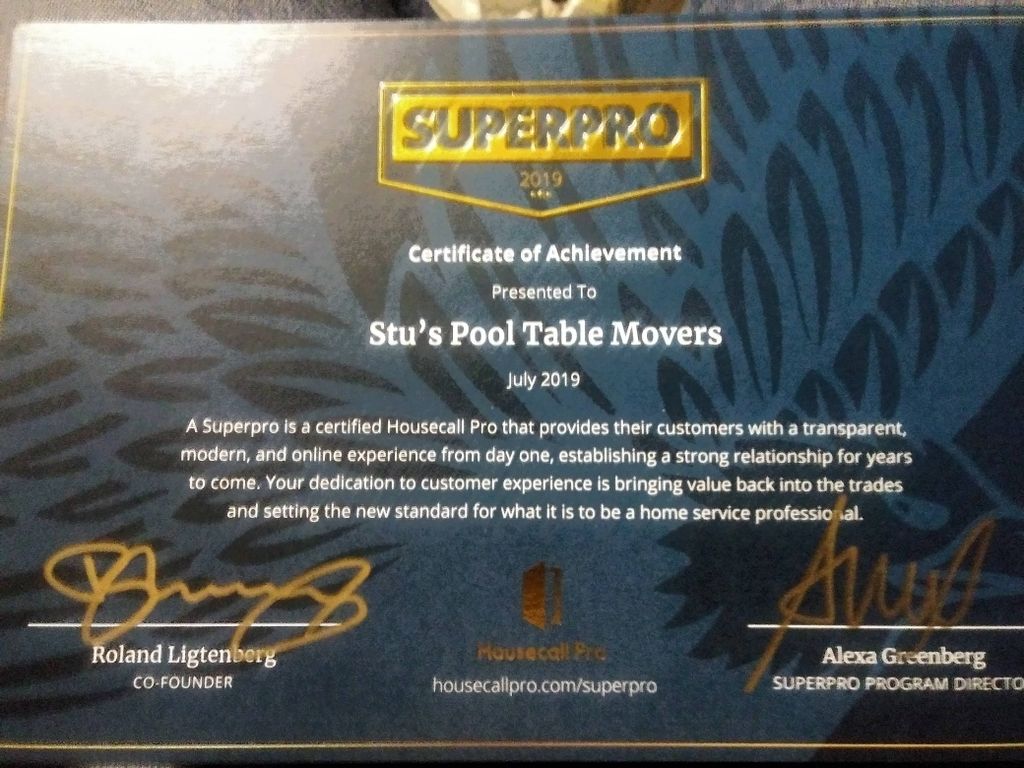 SUPERPRO
2019
Certificate of Achievement
Presented To
Stu's Pool Table Movers
July 2019
A Superpro is a certified Housecall Pro that provides their customers with a transparent,
modern, and online experience from day one, establishing a strong relationship for years
to come. Your dedication to customer experience is bringing value back into the trades
and setting the new standard for what it is to be a home service professional.
Roland Ligtenberg
CO-FOUNDER
Housecall Pro
housecallpro.com/superpro
Alexa Greenberg
SUPERPRO PROGRAM DIRECTO